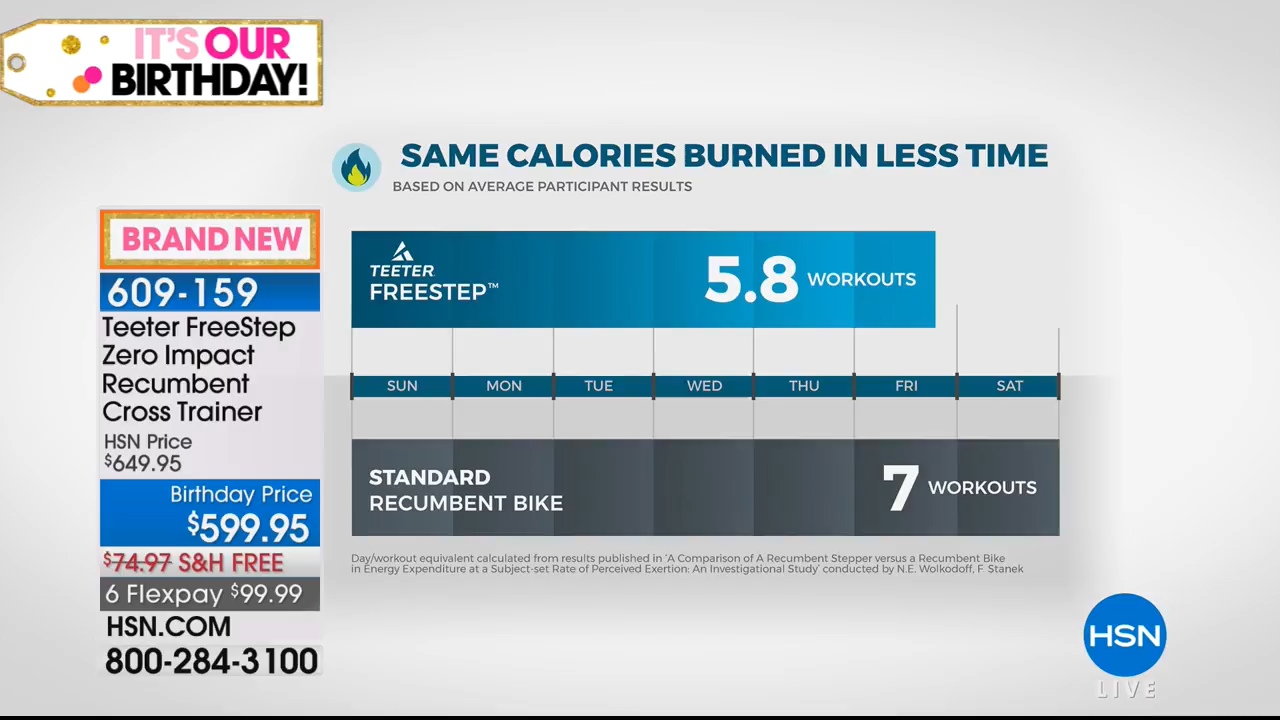 IT'S OUR
BIRTHDAY!
SAME CALORIES BURNED IN LESS TIME
BASED ON AVERAGE PARTICIPANT RESULTS
BRAND NEW
609-159
Teeter FreeStep
Zero Impact
Recumbent
Cross Trainer
HSN Price
$649.95
Birthday Price
$599.95
$74.97 S&H FREE
6 Flexpay $99.99
HSN.COM
800-284-3100
TEETER
FREESTEP™
5.8 WORKOUTS
SUN MON TUE WED THU FRI SAT
STANDARD
RECUMBENT BIKE
7 WORKOUTS
Day/workout equivalent calculated from results published in 'A Comparison of A Recumbent Stepper versus a Recumbent Bike
in Energy Expenditure at a Subject-set Rate of Perceived Exertion: An Investigational Study' conducted by N.E. Wolkodoff, F. Stanek
HSN
LIVE